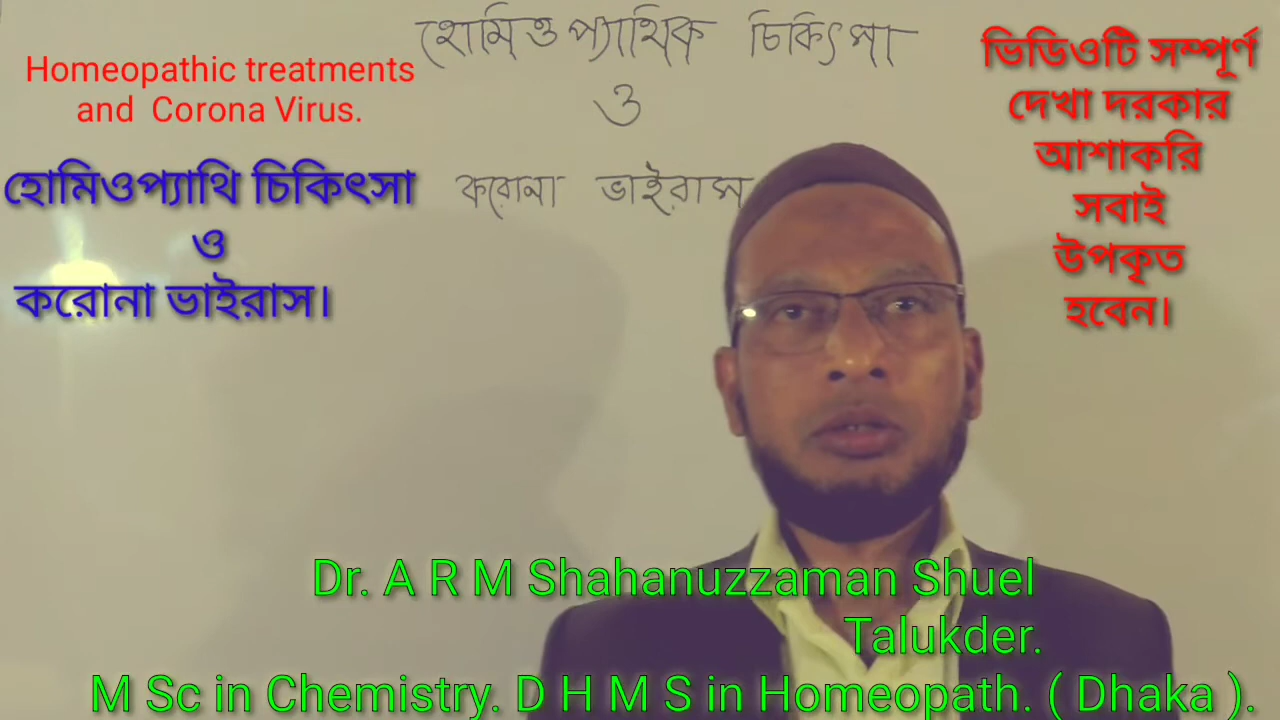 হোমিওপ্যাথিক চিকিৎসা
ও
করোনা ভাইরাস
Homeopathic treatments
and Corona Virus.
হোমিওপ্যাথি চিকিৎসা
ও
করোনা ভাইরাস।
ভিডিওটি সম্পূর্ণ
দেখা দরকার
আশাকরি
সবাই
উপকৃত
হবেন।
Dr. A R M Shahanuzzaman Shuel
Talukder.
M Sc in Chemistry. D H M S in Homeopath. ( Dhaka ).